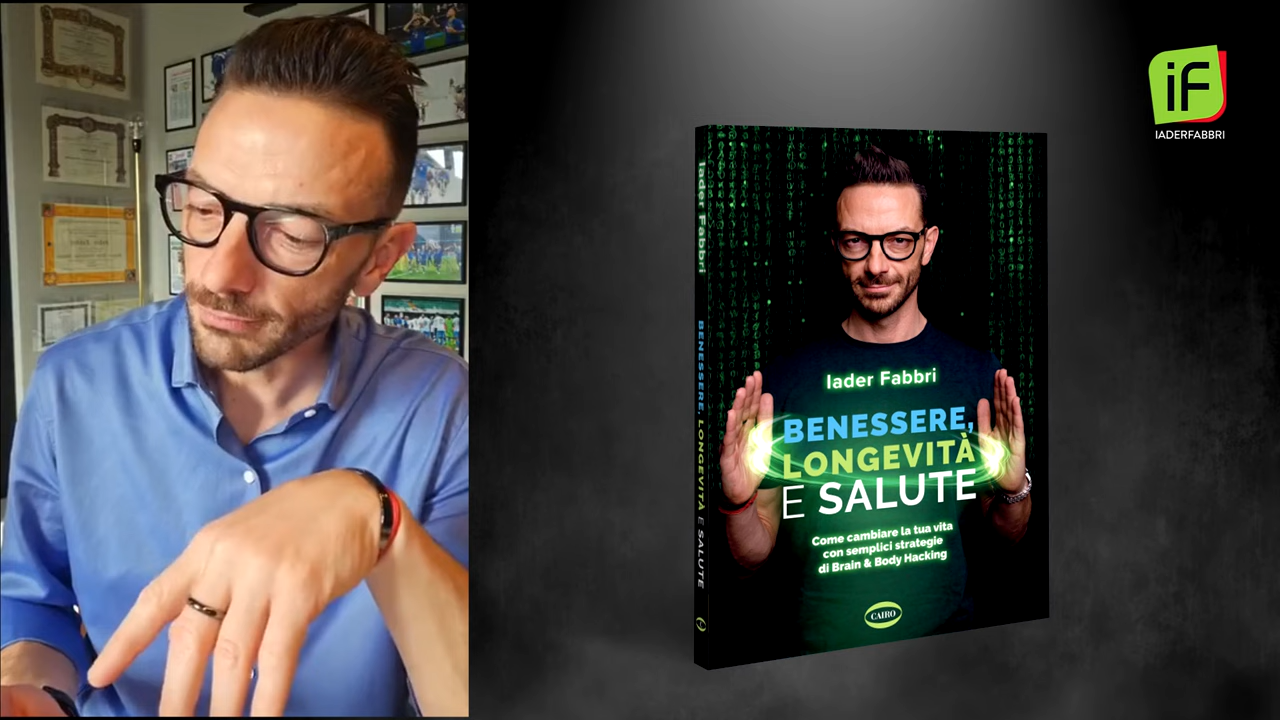 iF
IADERFABBRI
Iader Fabbri
BENESSERE,
LONGEVITÀ
E SALUTE
Come cambiare la tua vita
con semplici strategie
di Brain & Body Hacking
CAIRO
Iader Fabbri
BENESSERE, LONGEVITÀ E SALUTE